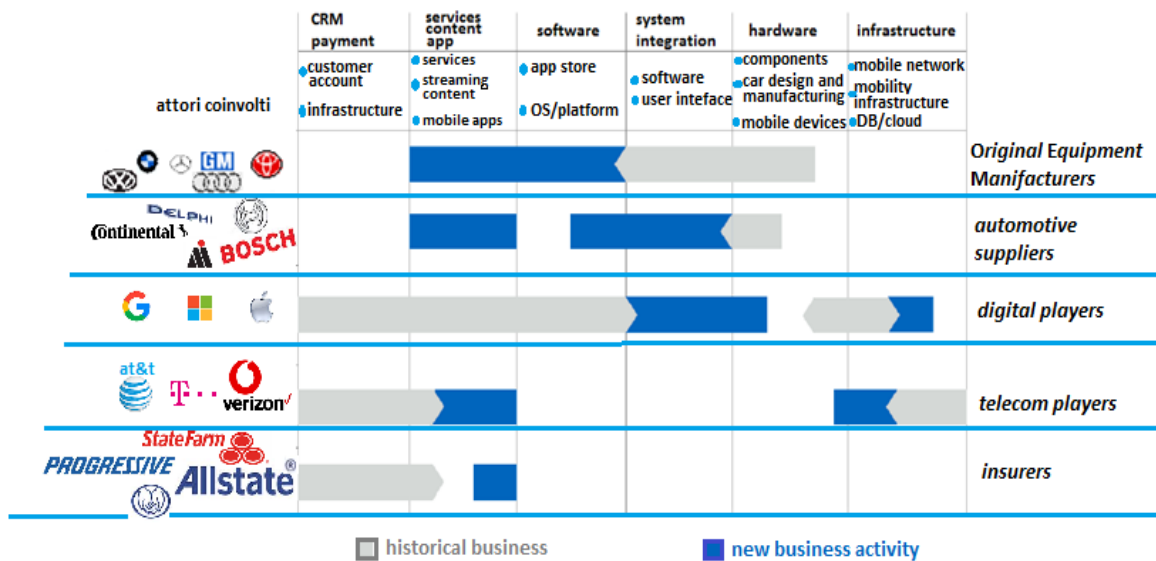 CRM
payment
services
content
app
software
system
integration
hardware
infrastructure
customer
account
infrastructure
services
streaming
content
mobile apps
app store
OS/platform
software
user inteface
components
car design and
manufacturing
mobile devices
mobile network
mobility
infrastructure
DB/cloud
attori coinvolti
GM
Original Equipment
Manifacturers
DELPHI
Continental
BOSCH
automotive
suppliers
G
digital players
at&t
T
verizon
telecom players
StateFarm
PROGRESSIVE
Allstate®
insurers
historical business
new business activity